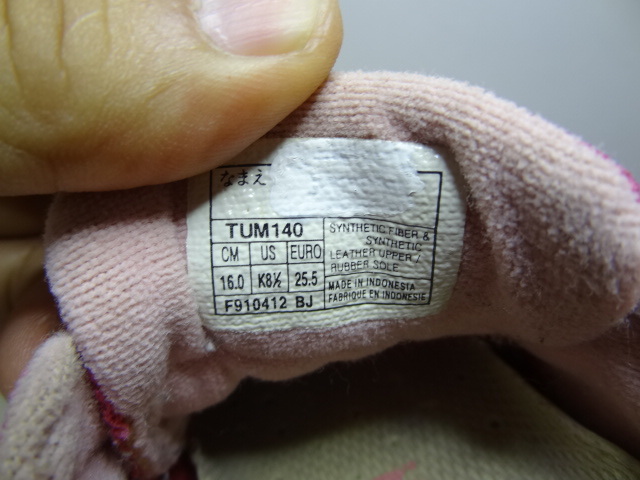 なまえ
TUM140
CM US EURO
16.0 K8½ 25.5
F910412 BJ
SYNTHETIC FIBER &
SYNTHETIC
LEATHER UPPER /
RUBBER SOLE
MADE IN INDONESIA
FABRIQUE EN INDONESIE